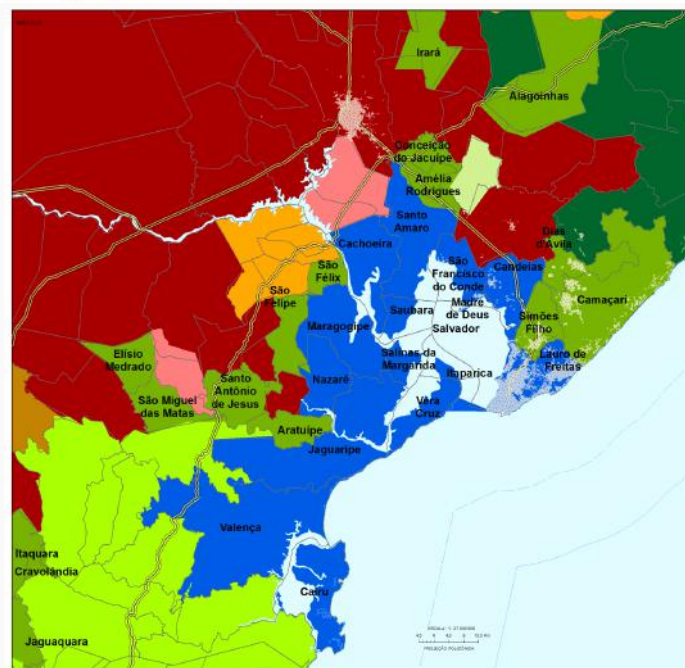 Irará
Alagoinhas
Conceição
do Jacuípe
Amélia
Rodrigues
Santo
Amaro
Dias
d'Avila
Cachoeira
São
Francisco
do Conde
Candeias
São
Félix
São
Felipe
Camaçari
Madre
de Deus
Saubara
Simões
Filho
Maragogipe
Salvador
Elísio
Medrado
Salinas da
Margarida
Lauro de
Freitas
Nazaré
Itaparica
Santo
Antônio
de Jesus
São Miguel
das Matas
Vera
Cruz
Aratuípe
Jaguaripe
Valença
Itaquara
Cravolândia
Cairu
Jaguaquara
PROJEÇÃO POLICÔNICA